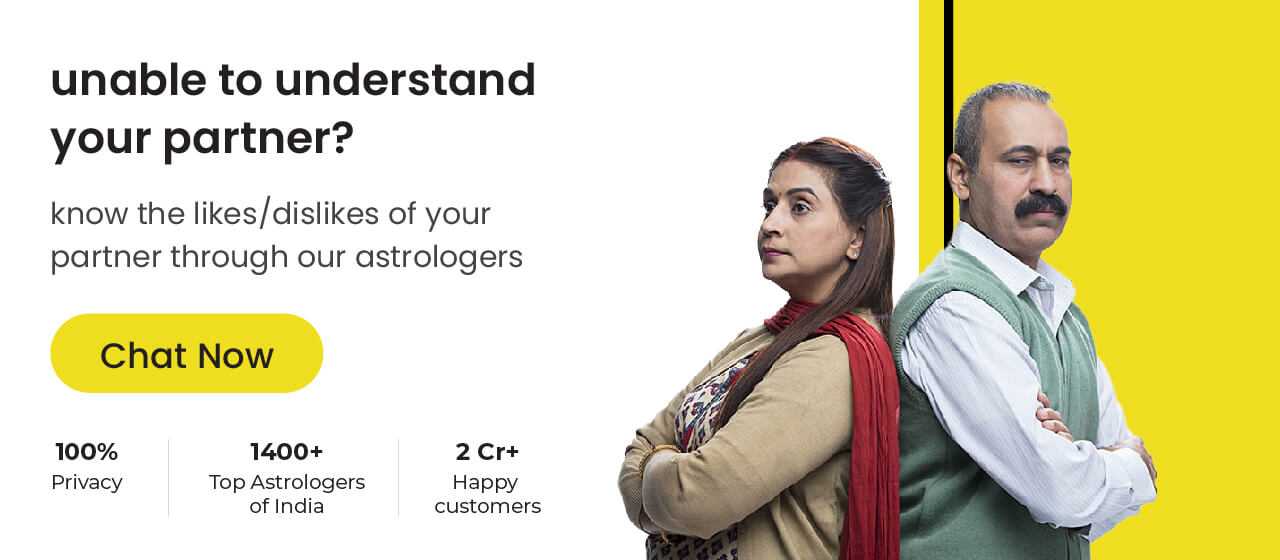 unable to understand
your partner?
know the likes/dislikes of your
partner through our astrologers
Chat Now
100%
Privacy
1400+
Top Astrologers
of India
2 Cr+
Happy
customers